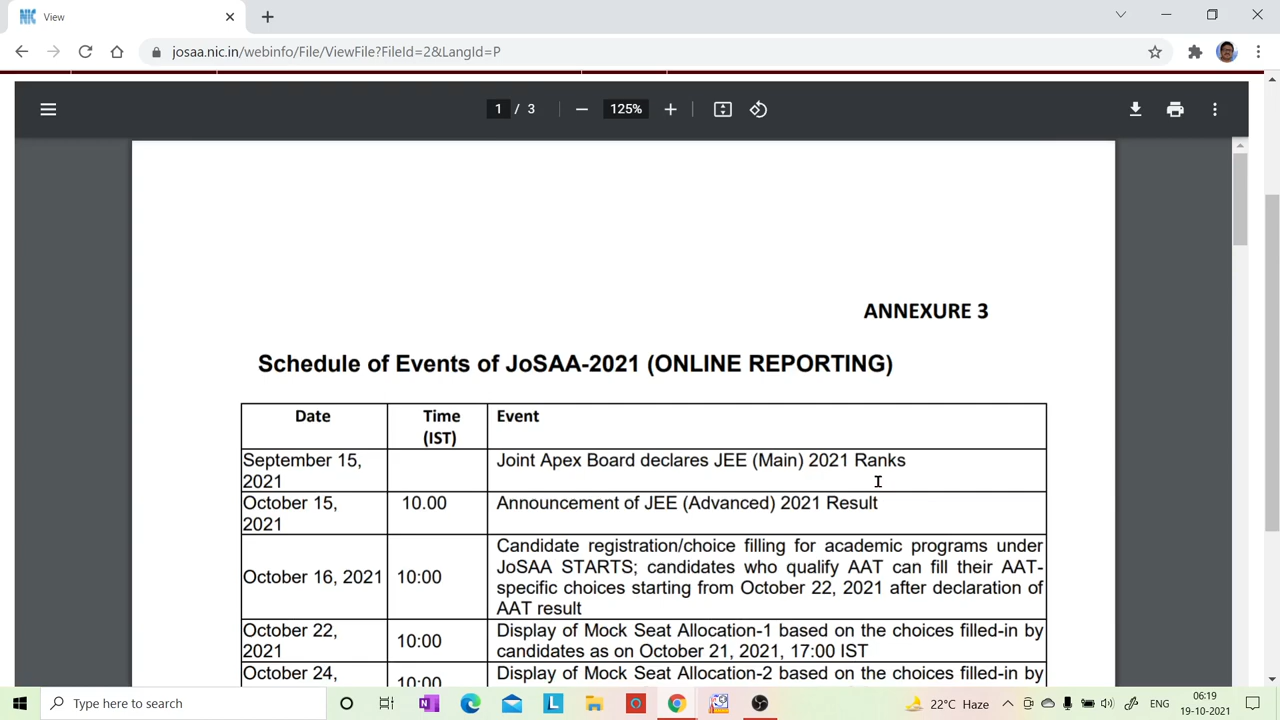 View
josaa.nic.in/webinfo/File/ViewFile?FileId=2&LangId=P
1 / 3
125%
ANNEXURE 3
Schedule of Events of JoSAA-2021 (ONLINE REPORTING)
Date
Time
(IST)
Event
September 15,
2021
Joint Apex Board declares JEE (Main) 2021 Ranks
October 15,
2021
10.00
Announcement of JEE (Advanced) 2021 Result
October 16, 2021
10:00
Candidate registration/choice filling for academic programs under
JoSAA STARTS; candidates who qualify AAT can fill their AAT-
specific choices starting from October 22, 2021 after declaration of
AAT result
October 22,
2021
10:00
Display of Mock Seat Allocation-1 based on the choices filled-in by
candidates as on October 21, 2021, 17:00 IST
October 24,
10:00
Display of Mock Seat Allocation-2 based on the choices filled-in by
Type here to search
22°C Haze
ENG
06:19
19-10-2021